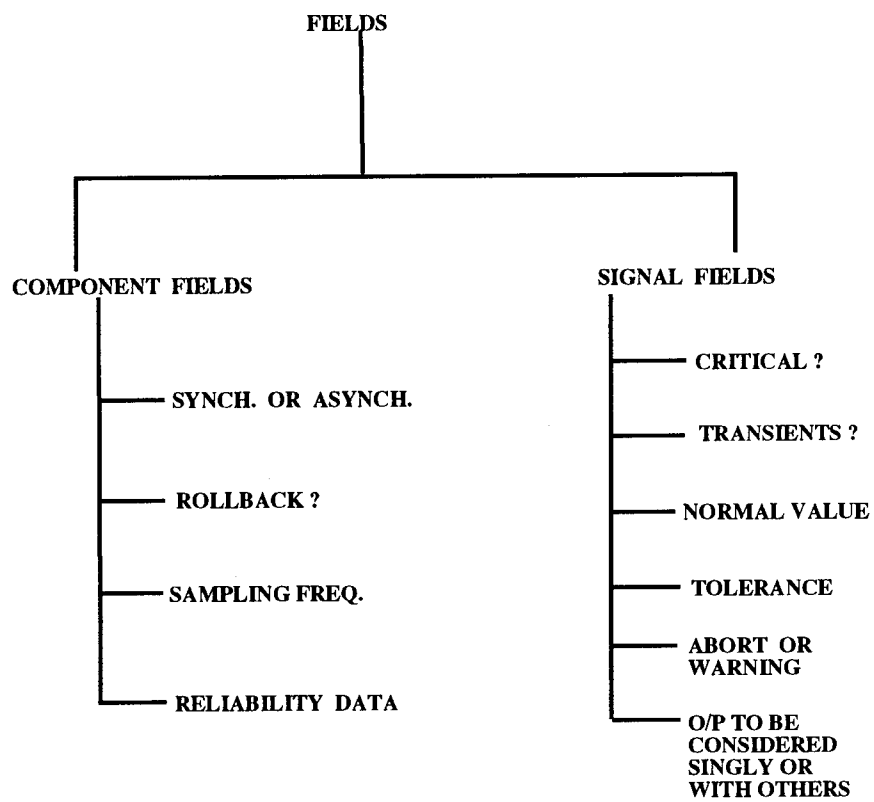 FIELDS
COMPONENT FIELDS
SYNCH. OR ASYNCH.
ROLLBACK ?
SAMPLING FREQ.
RELIABILITY DATA
SIGNAL FIELDS
CRITICAL ?
TRANSIENTS ?
NORMAL VALUE
TOLERANCE
ABORT OR
WARNING
O/P TO BE
CONSIDERED
SINGLY OR
WITH OTHERS